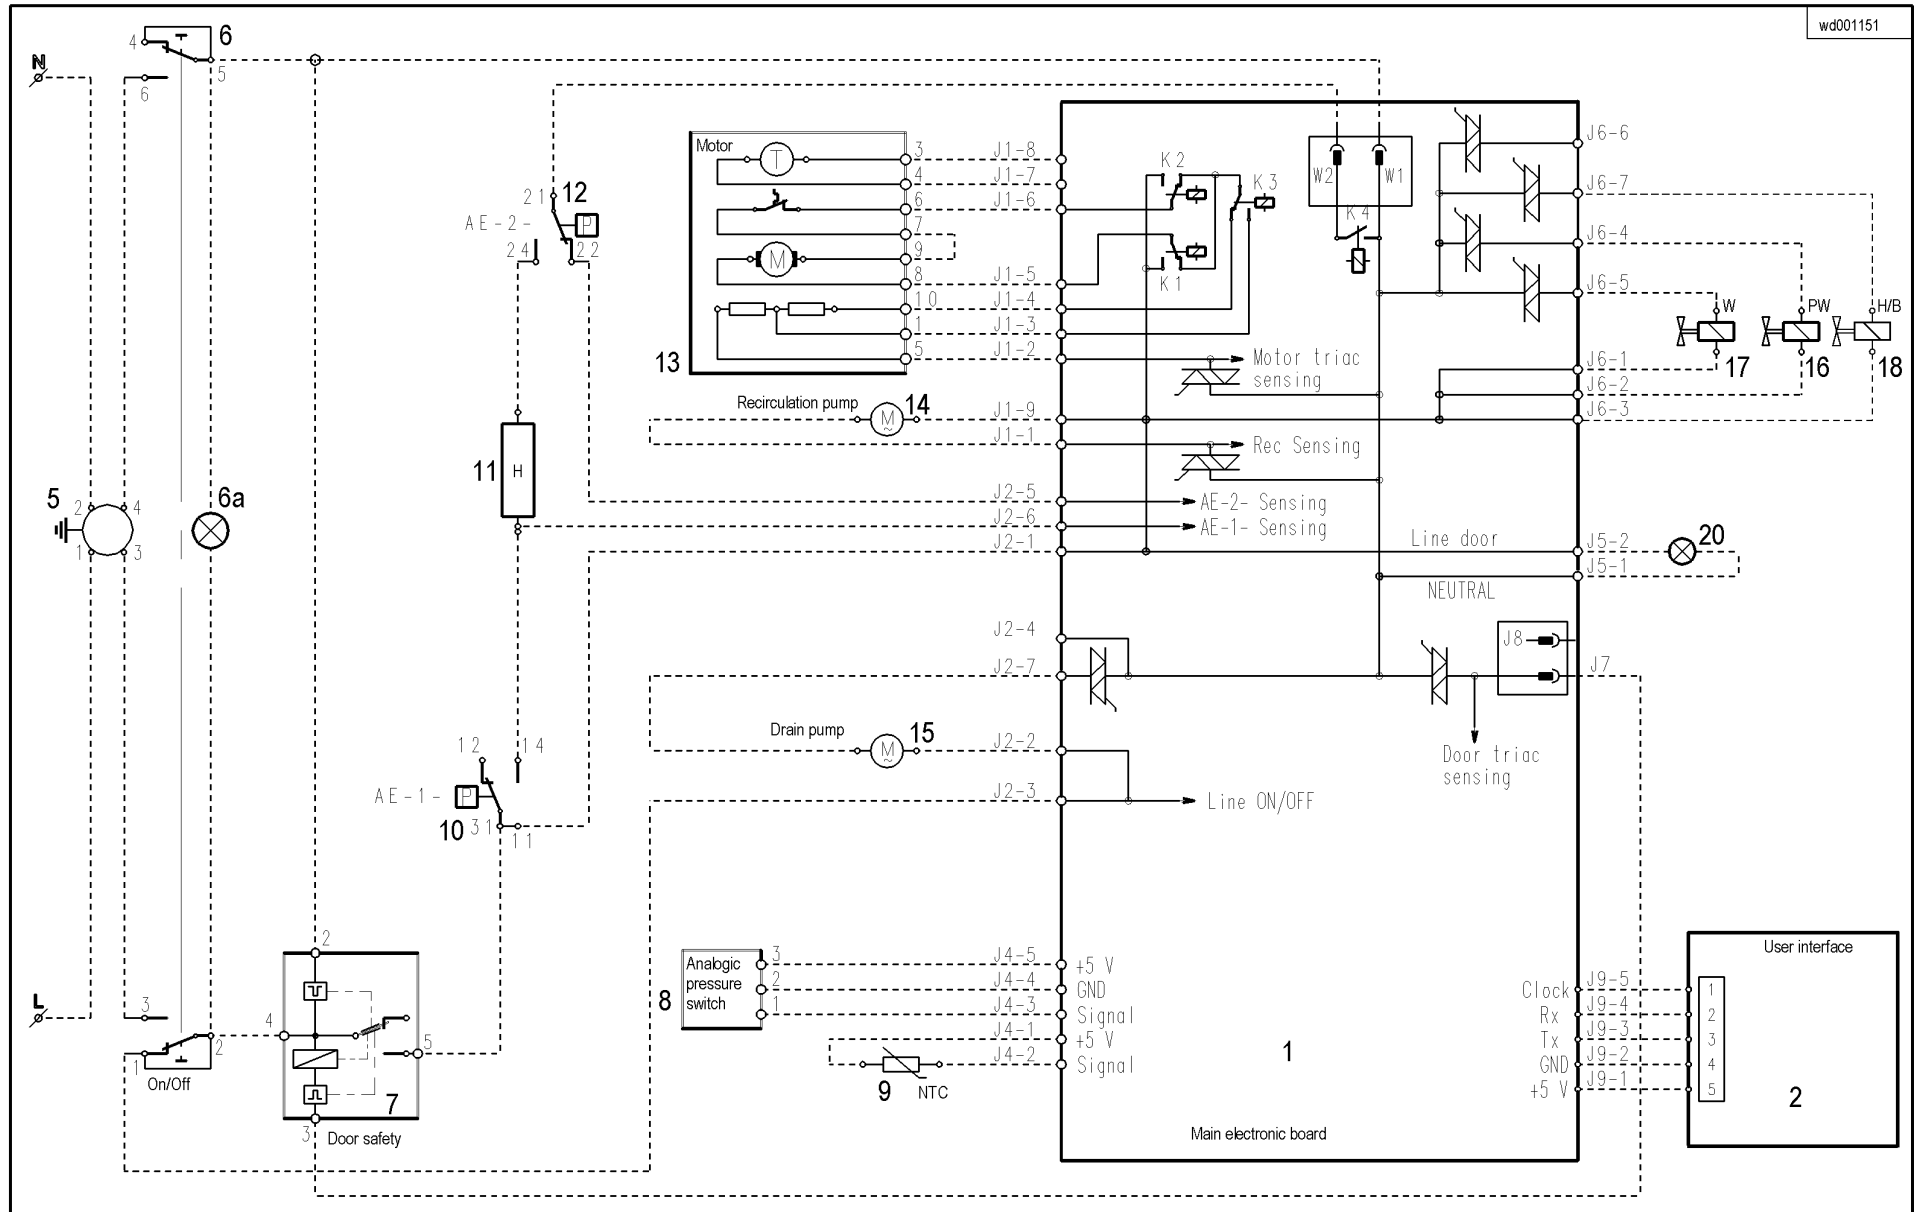 wd001151
4 6
5
6
N
Motor
3 J1-8
4 J1-7
6 J1-6
7
9
8 J1-5
10 J1-4
1 J1-3
5 J1-2
13
T
M
K2
K3
K1
W2 W1
K4
J6-6
J6-7
J6-4
J6-5
J6-1
J6-2
J6-3
W
PW
H/B
17 16 18
21 12
AE-2- P
24 22
Motor triac
sensing
Recirculation pump
M
~
14
J1-9
J1-1
Rec Sensing
11 H
5
2 4
1 3
6a
J2-5 AE-2- Sensing
J2-6 AE-1- Sensing
J2-1 Line door
J5-2 20
J5-1
NEUTRAL
J2-4
J2-7
J8
J7
Door triac
sensing
Drain pump
M
~
15
J2-2
J2-3 Line ON/OFF
12 14
AE-1- P
10 31 11
L
3
1 2
On/Off
2
4
5
7
3
Door safety
8
Analogic
pressure
switch
3 J4-5 +5 V
2 J4-4 GND
1 J4-3 Signal
J4-1 +5 V
J4-2 Signal
9 NTC
1
Main electronic board
Clock J9-5 1
Rx J9-4 2
Tx J9-3 3
GND J9-2 4
+5 V J9-1 5
User interface
2